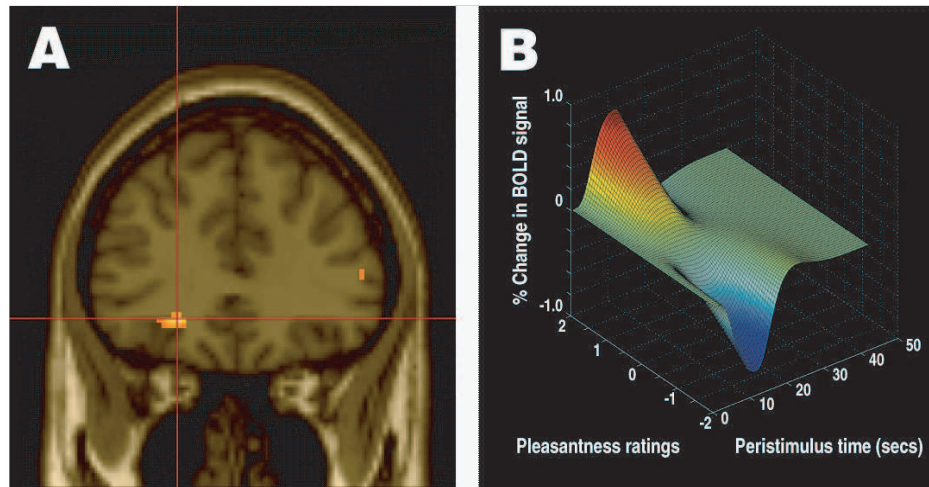 A
B
% Change in BOLD signal
1.0
0
-1.0
2
1
0
-1
-2
0
10
20
30
40
50
Pleasantness ratings
Peristimulus time (secs)